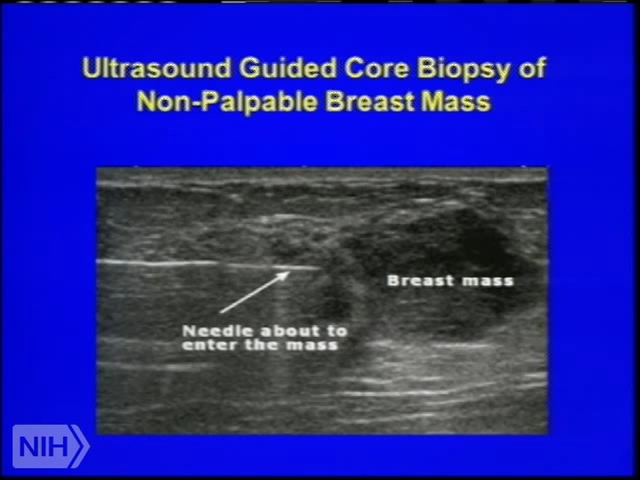 Ultrasound Guided Core Biopsy of
Non-Palpable Breast Mass
Breast mass
Needle about to
enter the mass
NIH